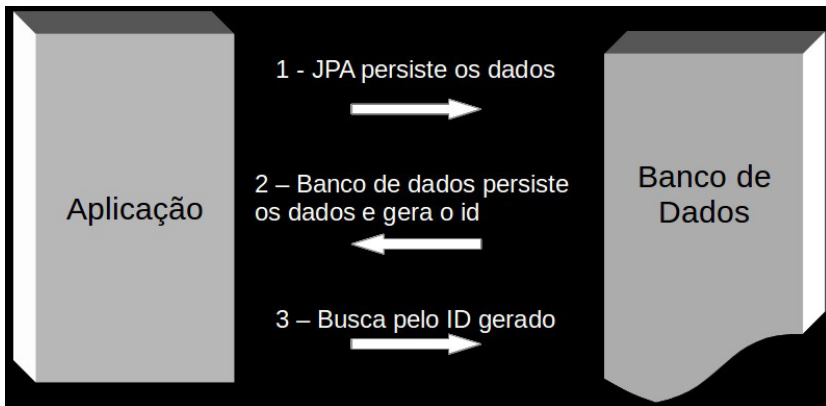 1 - JPA persiste os dados
Aplicação
2 – Banco de dados persiste
os dados e gera o id
Banco de
Dados
3 – Busca pelo ID gerado